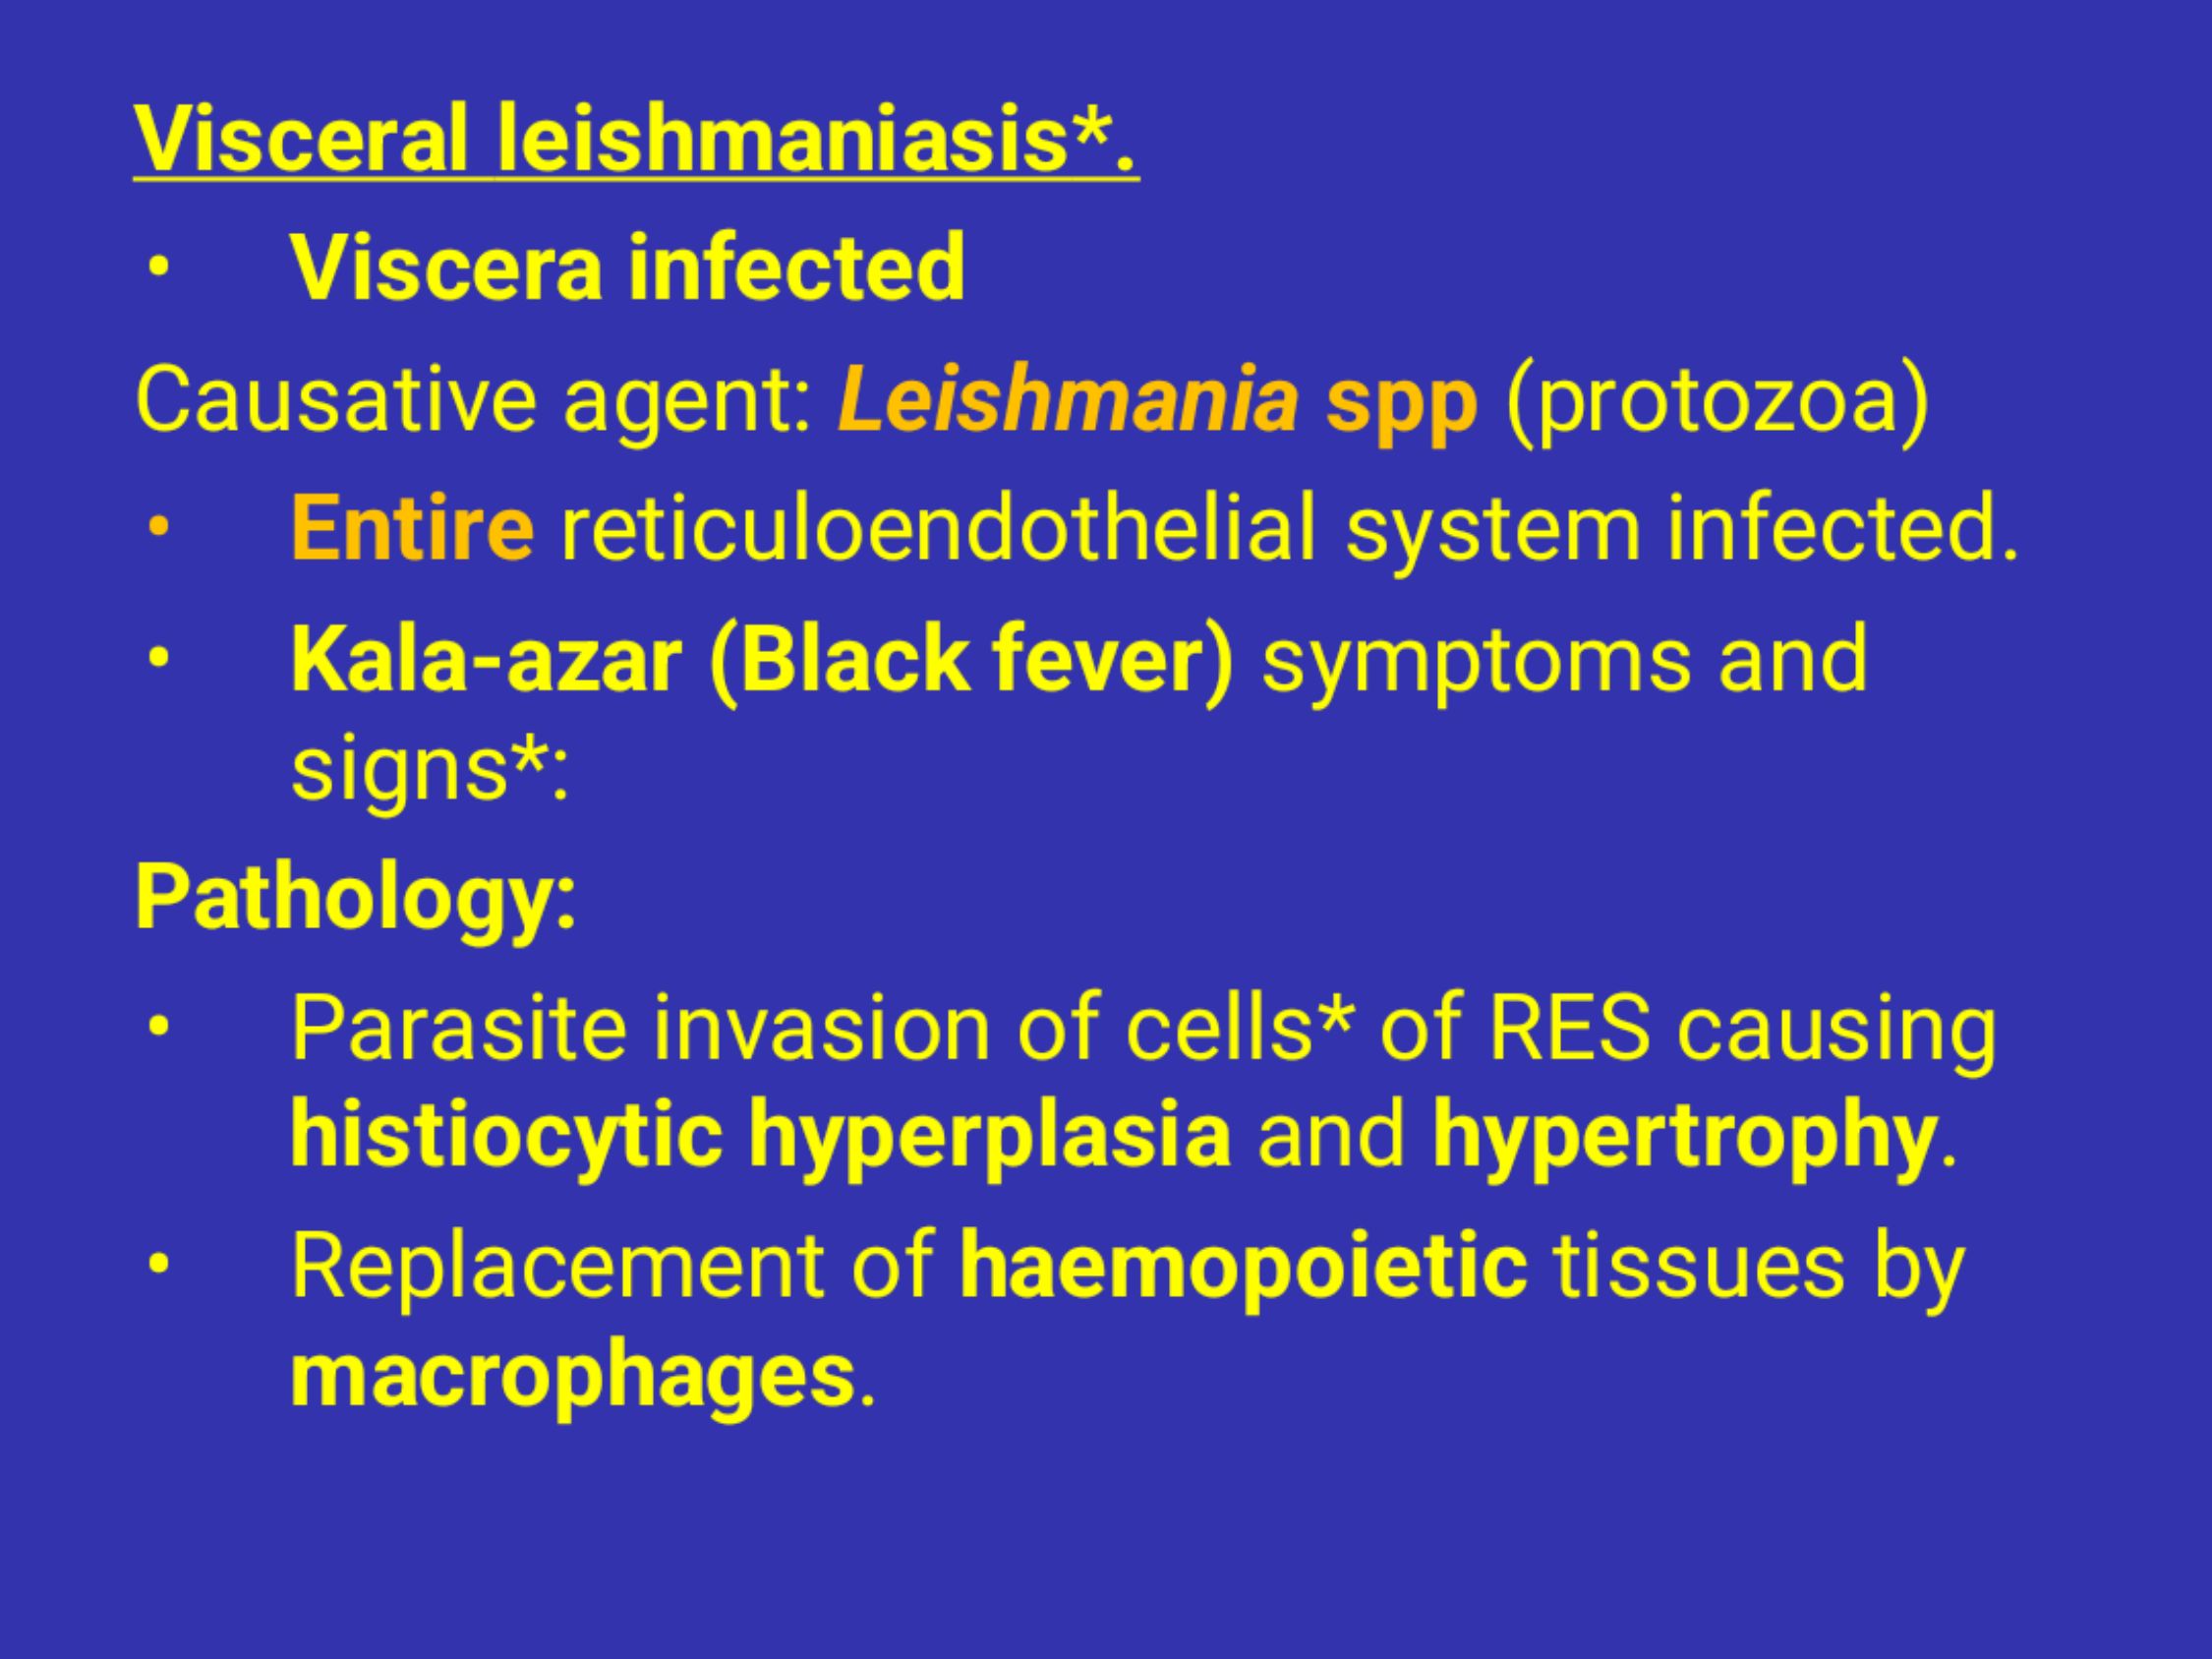 Visceral leishmaniasis*.
• Viscera infected
Causative agent: Leishmania spp (protozoa)
• Entire reticuloendothelial system infected.
• Kala-azar (Black fever) symptoms and
signs*:
Pathology:
• Parasite invasion of cells* of RES causing
histiocytic hyperplasia and hypertrophy.
• Replacement of haemopoietic tissues by
macrophages.